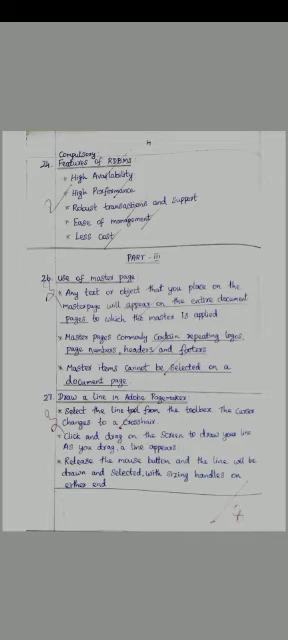 4
Compulsory
24. Features of RDBMS
* High Availability
* High Performance
* Robust transactions and support
* Ease of management
* Less Cost
PART - III
26. Use of master page
* Any text or object that you place on the
masterpage will appear on the entire document
pages to which the master is applied
* Master pages commonly contain repeating logos,
page numbers, headers and footers
* Master items cannot be selected on a
document page.
27. Draw a line in Adobe Pagemaker
* Select the line tool from the toolbox. The cursor
changes to a crosshair.
* Click and drag on the screen to draw your line
As you drag, a line appears
* Release the mouse button and the line will be
drawn and selected, with sizing handles on
either end